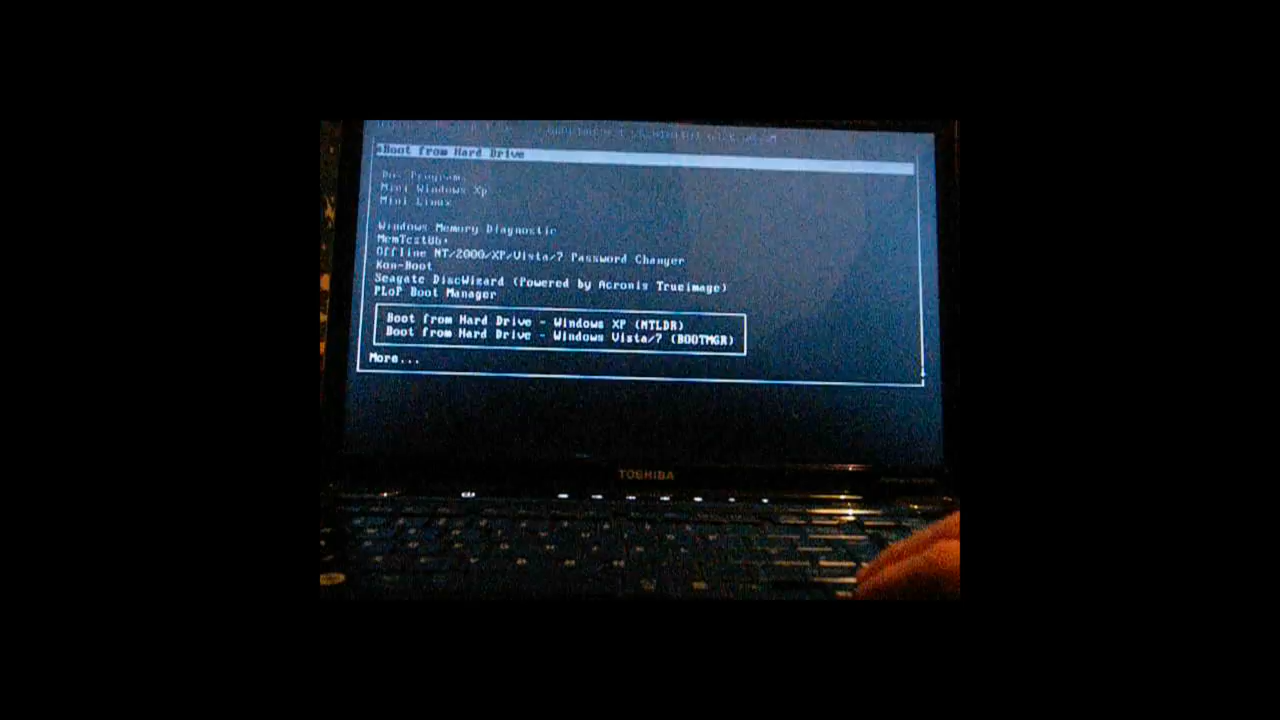 Boot from Hard Drive
Dos Programs
Mini Windows Xp
Mini Linux
Windows Memory Diagnostic
MemTest86+
Offline NT/2000/XP/Vista/7 Password Changer
Kon-Boot
Seagate DiscWizard (Powered by Acronis TrueImage)
PLoP Boot Manager
Boot from Hard Drive - Windows XP (NTLDR)
Boot from Hard Drive - Windows Vista/7 (BOOTMGR)
More...
TOSHIBA